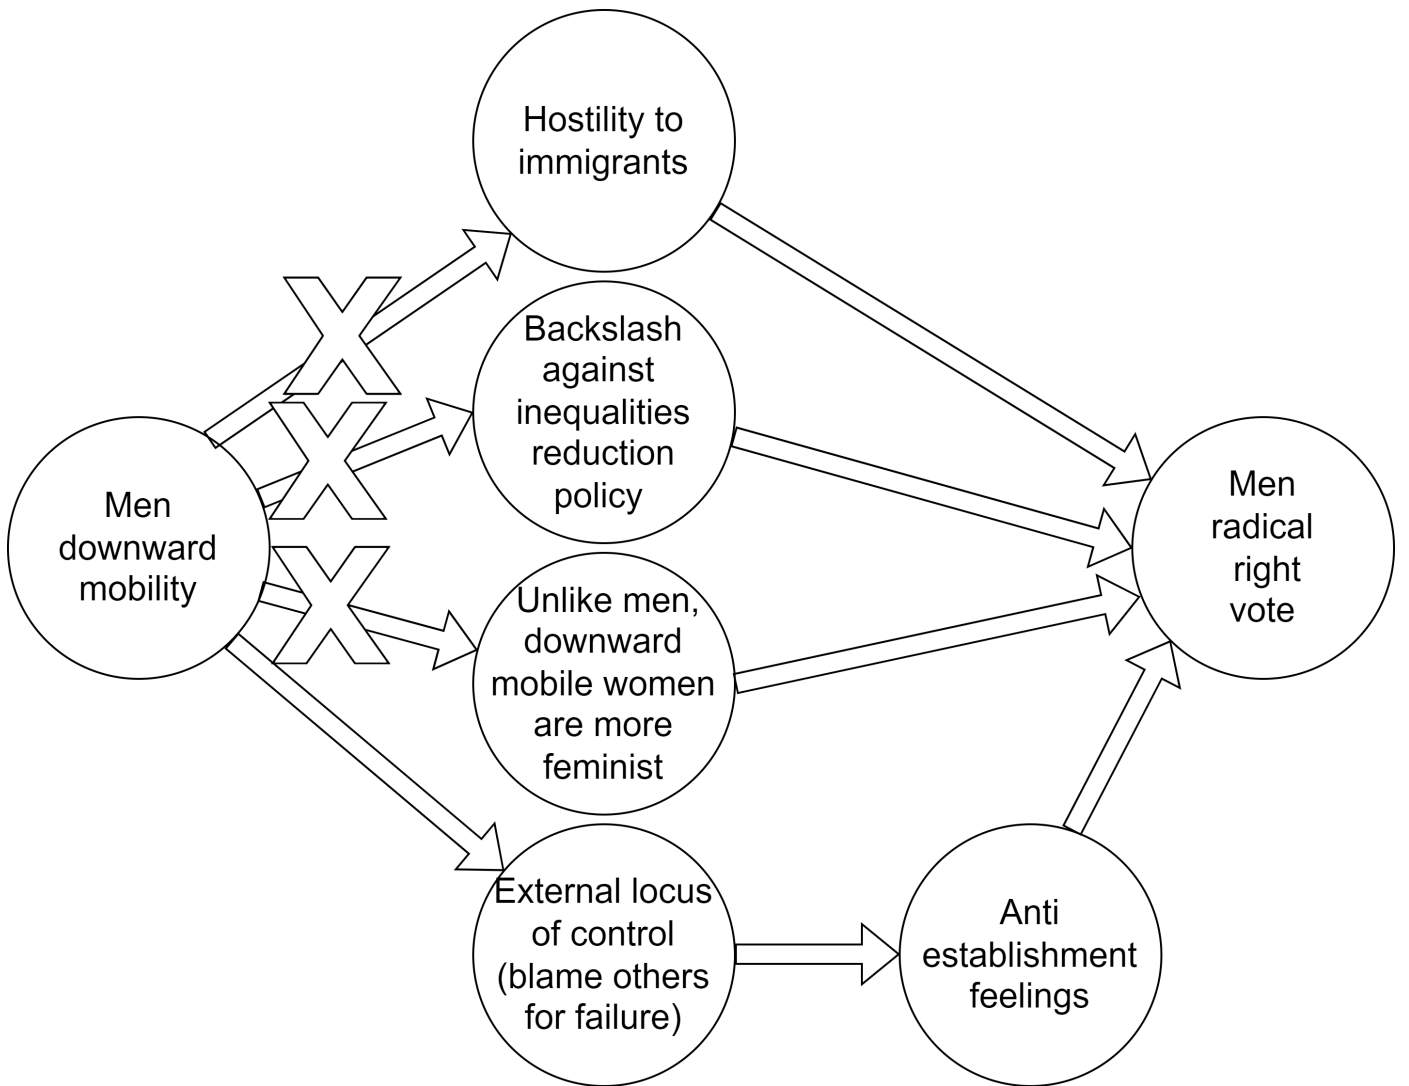 Hostility to
immigrants
Backslash
against
inequalities
reduction
policy
Men
downward
mobility
Unlike men,
downward
mobile women
are more
feminist
External locus
of control
(blame others
for failure)
Anti
establishment
feelings
Men
radical
right
vote